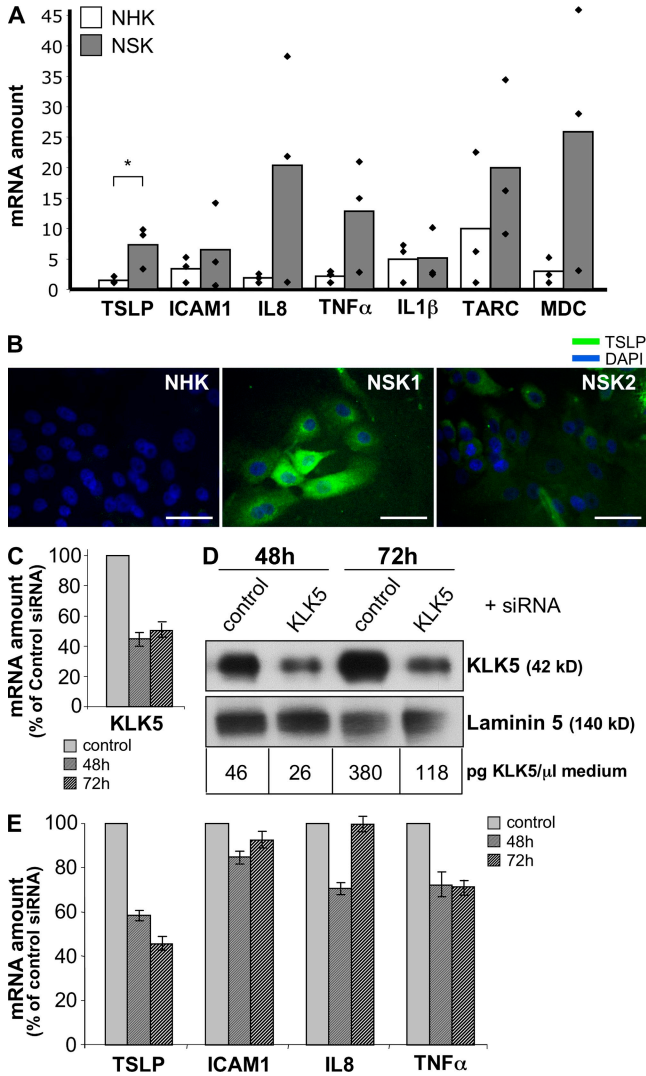 A
NHK
NSK
mRNA amount
45
40
35
30
25
20
15
10
5
0
*
TSLP ICAM1 IL8 TNFα IL1β TARC MDC
B
TSLP
DAPI
NHK NSK1 NSK2
C
mRNA amount
(% of Control siRNA)
100
80
60
40
20
0
KLK5
control
48h
72h
D
48h 72h
control KLK5 control KLK5 + siRNA
KLK5 (42 kD)
Laminin 5 (140 kD)
46 26 380 118 pg KLK5/μl medium
E
mRNA amount
(% of control siRNA)
100
80
60
40
20
0
control
48h
72h
TSLP ICAM1 IL8 TNFα